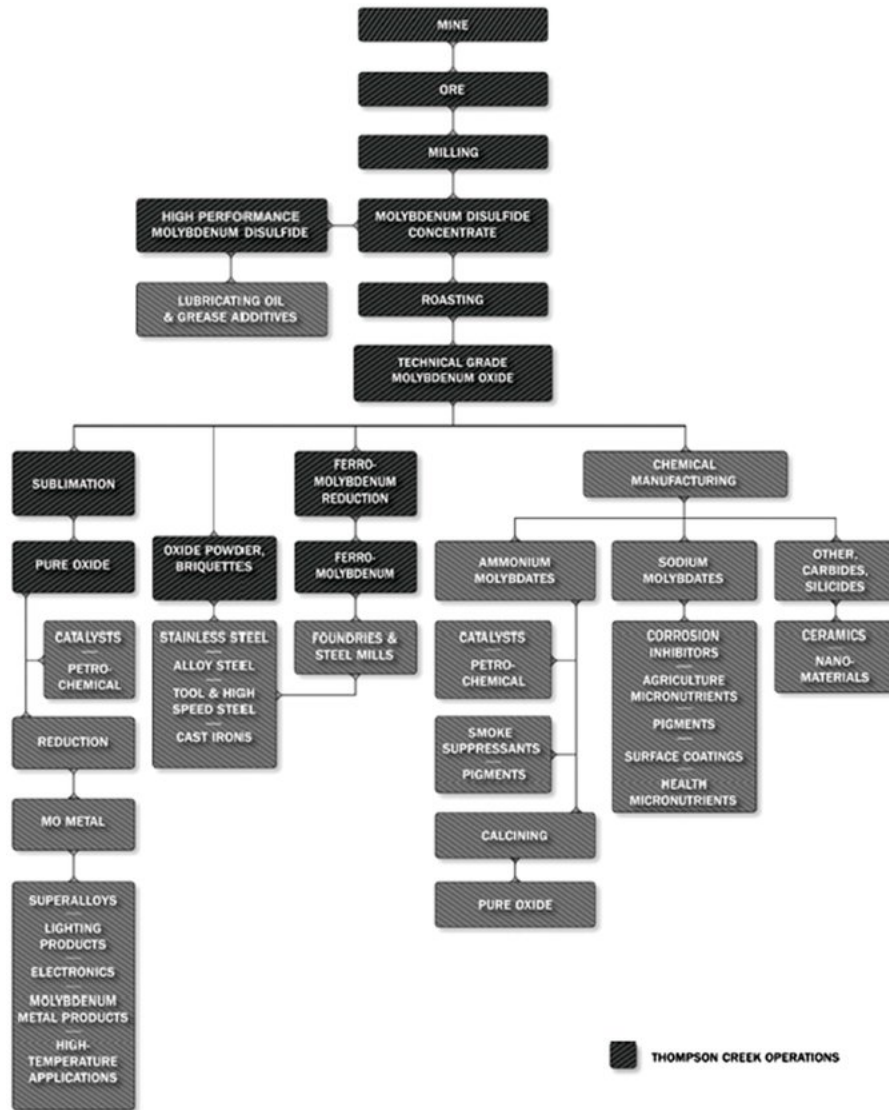 MINE
ORE
MILLING
HIGH PERFORMANCE
MOLYBDENUM DISULFIDE
MOLYBDENUM DISULFIDE
CONCENTRATE
LUBRICATING OIL
& GREASE ADDITIVES
ROASTING
TECHNICAL GRADE
MOLYBDENUM OXIDE
SUBLIMATION
PURE OXIDE
CATALYSTS
PETRO-
CHEMICAL
REDUCTION
MO METAL
SUPERALLOYS
LIGHTING
PRODUCTS
ELECTRONICS
MOLYBDENUM
METAL PRODUCTS
HIGH-
TEMPERATURE
APPLICATIONS
OXIDE POWDER,
BRIQUETTES
STAINLESS STEEL
ALLOY STEEL
TOOL & HIGH
SPEED STEEL
CAST IRONS
FERRO-
MOLYBDENUM
REDUCTION
FERRO-
MOLYBDENUM
FOUNDRIES &
STEEL MILLS
CHEMICAL
MANUFACTURING
AMMONIUM
MOLYBDATES
CATALYSTS
PETRO-
CHEMICAL
SMOKE
SUPPRESSANTS
PIGMENTS
CALCINING
PURE OXIDE
SODIUM
MOLYBDATES
CORROSION
INHIBITORS
AGRICULTURE
MICRONUTRIENTS
PIGMENTS
SURFACE COATINGS
HEALTH
MICRONUTRIENTS
OTHER,
CARBIDES,
SILICIDES
CERAMICS
NANO-
MATERIALS
THOMPSON CREEK OPERATIONS